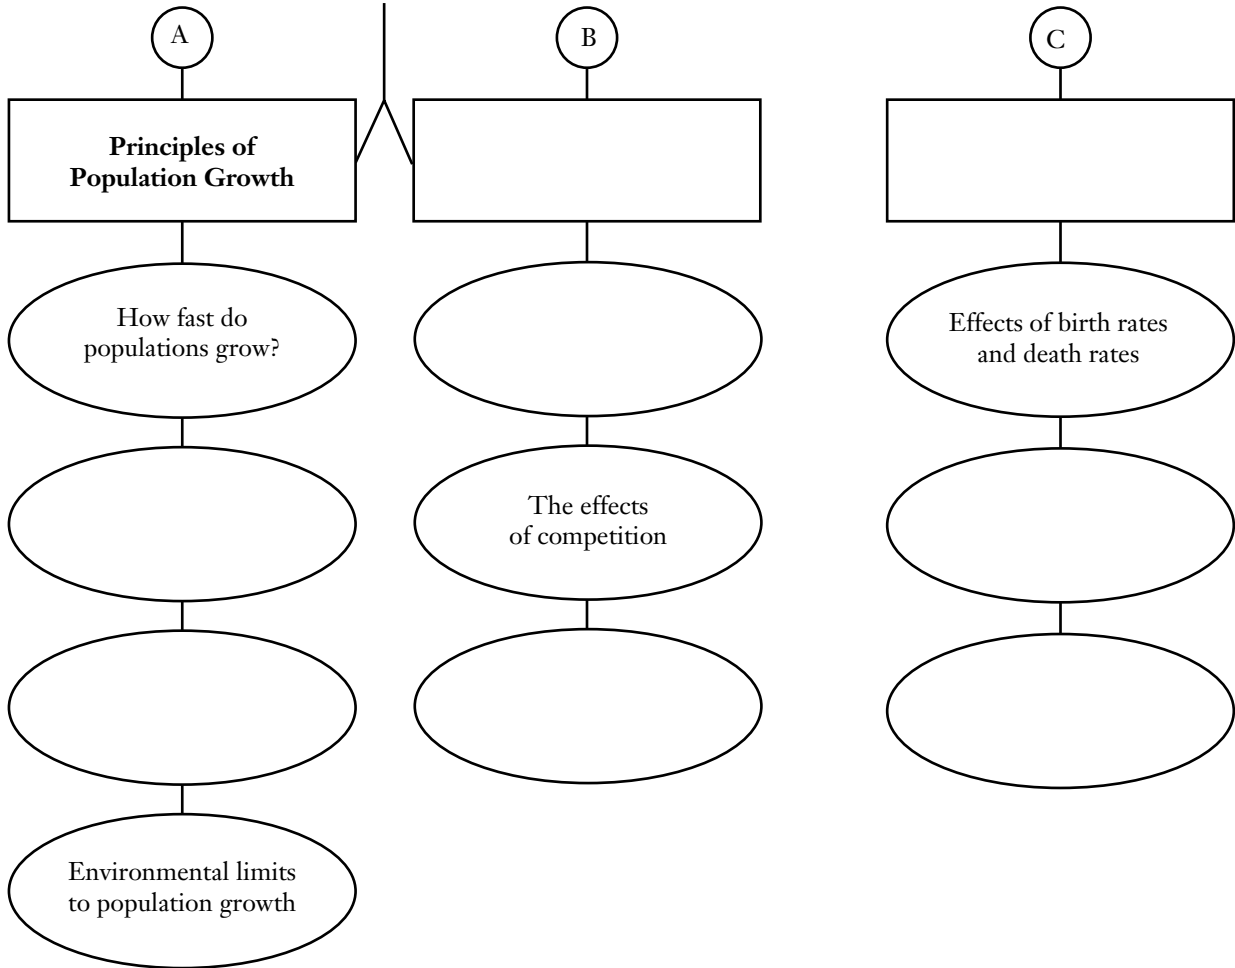 A
B
C
Principles of
Population Growth
How fast do
populations grow?
Effects of birth rates
and death rates
The effects
of competition
Environmental limits
to population growth